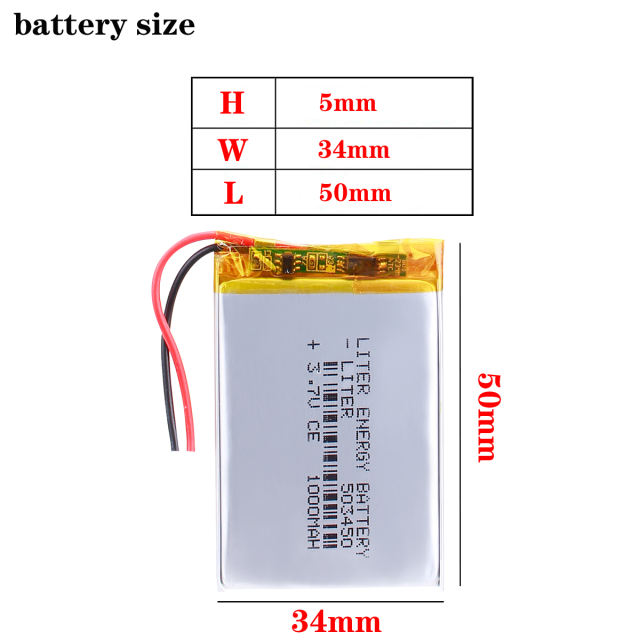 battery size
H 5mm
W 34mm
L 50mm
LITER ENERGY BATTERY
- LITER 503450
+ 3.7V CE 1000MAH
50mm
34mm